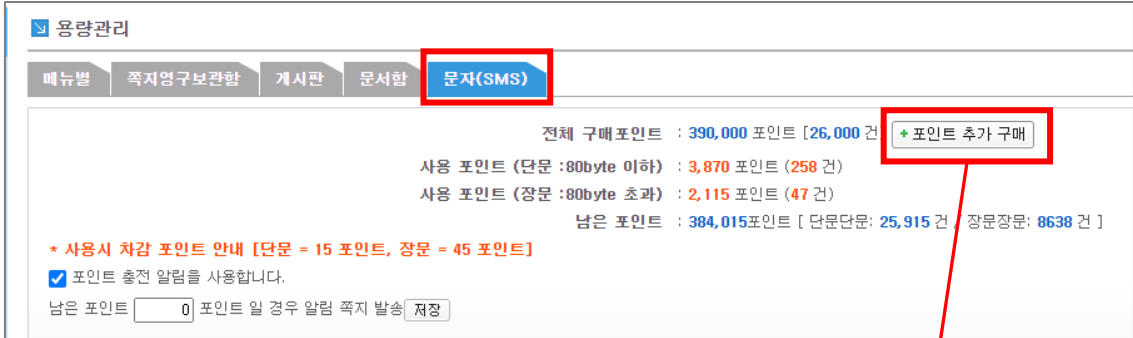 용량관리
메뉴별 쪽지영구보관함 게시판 문서함 문자(SMS)
전체 구매포인트 : 390,000 포인트 [26,000 건] +포인트 추가 구매
사용 포인트 (단문 :80byte 이하) : 3,870 포인트 (258 건)
사용 포인트 (장문 :80byte 초과) : 2,115 포인트 (47 건)
남은 포인트 : 384,015포인트 [ 단문단문: 25,915 건 / 장문장문: 8638 건 ]
* 사용시 차감 포인트 안내 [단문 = 15 포인트, 장문 = 45 포인트]
포인트 충전 알림을 사용합니다.
남은 포인트 0 포인트 일 경우 알림 쪽지 발송 저장